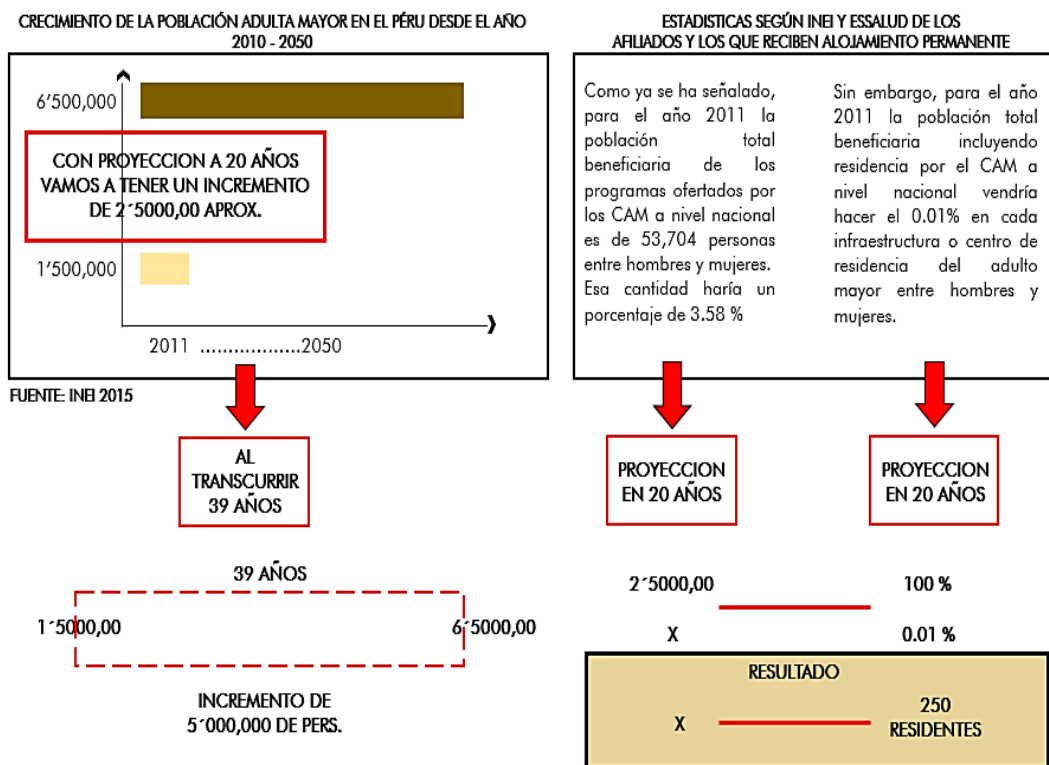 CRECIMIENTO DE LA POBLACIÓN ADULTA MAYOR EN EL PÉRU DESDE EL AÑO
2010 - 2050
6'500,000
CON PROYECCION A 20 AÑOS
VAMOS A TENER UN INCREMENTO
DE 2´5000,00 APROX.
1'500,000
2011 ..................2050
FUENTE: INEI 2015
AL
TRANSCURRIR
39 AÑOS
39 AÑOS
1´5000,00
6´5000,00
INCREMENTO DE
5´000,000 DE PERS.
ESTADISTICAS SEGÚN INEI Y ESSALUD DE LOS
AFILIADOS Y LOS QUE RECIBEN ALOJAMIENTO PERMANENTE
Como ya se ha señalado,
para el año 2011 la
población total
beneficiaria de los
programas ofertados por
los CAM a nivel nacional
es de 53,704 personas
entre hombres y mujeres.
Esa cantidad haría un
porcentaje de 3.58 %
Sin embargo, para el año
2011 la población total
beneficiaria incluyendo
residencia por el CAM a
nivel nacional vendría
hacer el 0.01% en cada
infraestructura o centro de
residencia del adulto
mayor entre hombres y
mujeres.
PROYECCION
EN 20 AÑOS
PROYECCION
EN 20 AÑOS
2´5000,00
100 %
X
0.01 %
RESULTADO
X
250
RESIDENTES